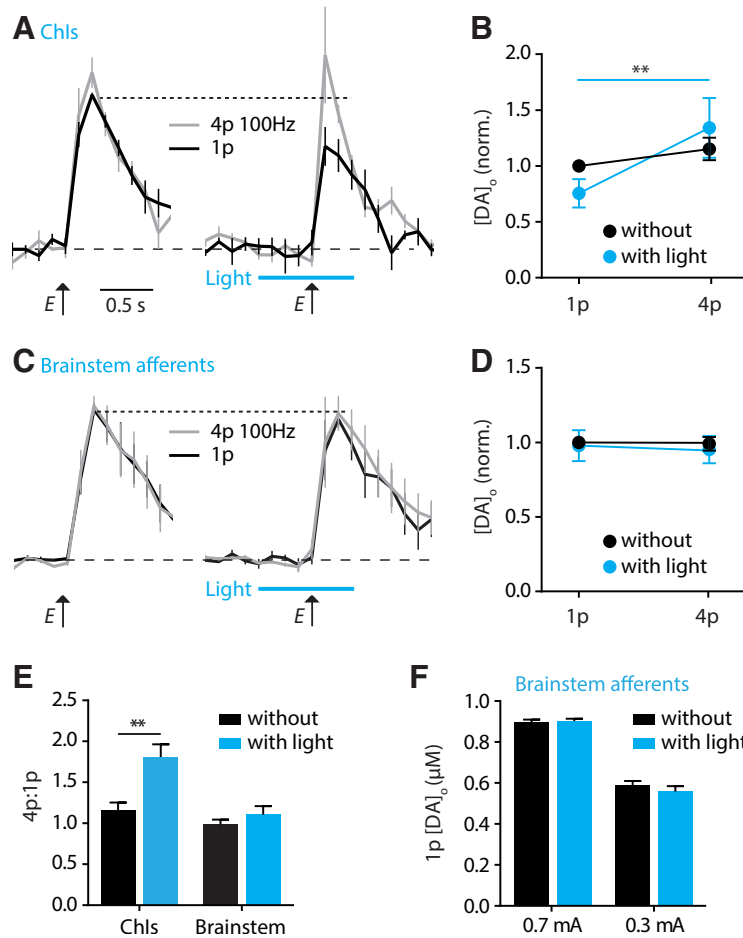 A ChIs
4p 100Hz
1p
Light
E
0.5 s
E
B
**
2.0
1.5
1.0
0.5
0.0
[DA]o (norm.)
without
with light
1p
4p
C Brainstem afferents
4p 100Hz
1p
Light
E
E
D
1.5
1.0
0.5
0.0
[DA]o (norm.)
without
with light
1p
4p
E
2.5
2.0
1.5
1.0
0.5
0.0
4p:1p
**
without
with light
ChIs
Brainstem
F
Brainstem afferents
1.0
0.8
0.6
0.4
0.2
0.0
1p [DA]o (μM)
without
with light
0.7 mA
0.3 mA